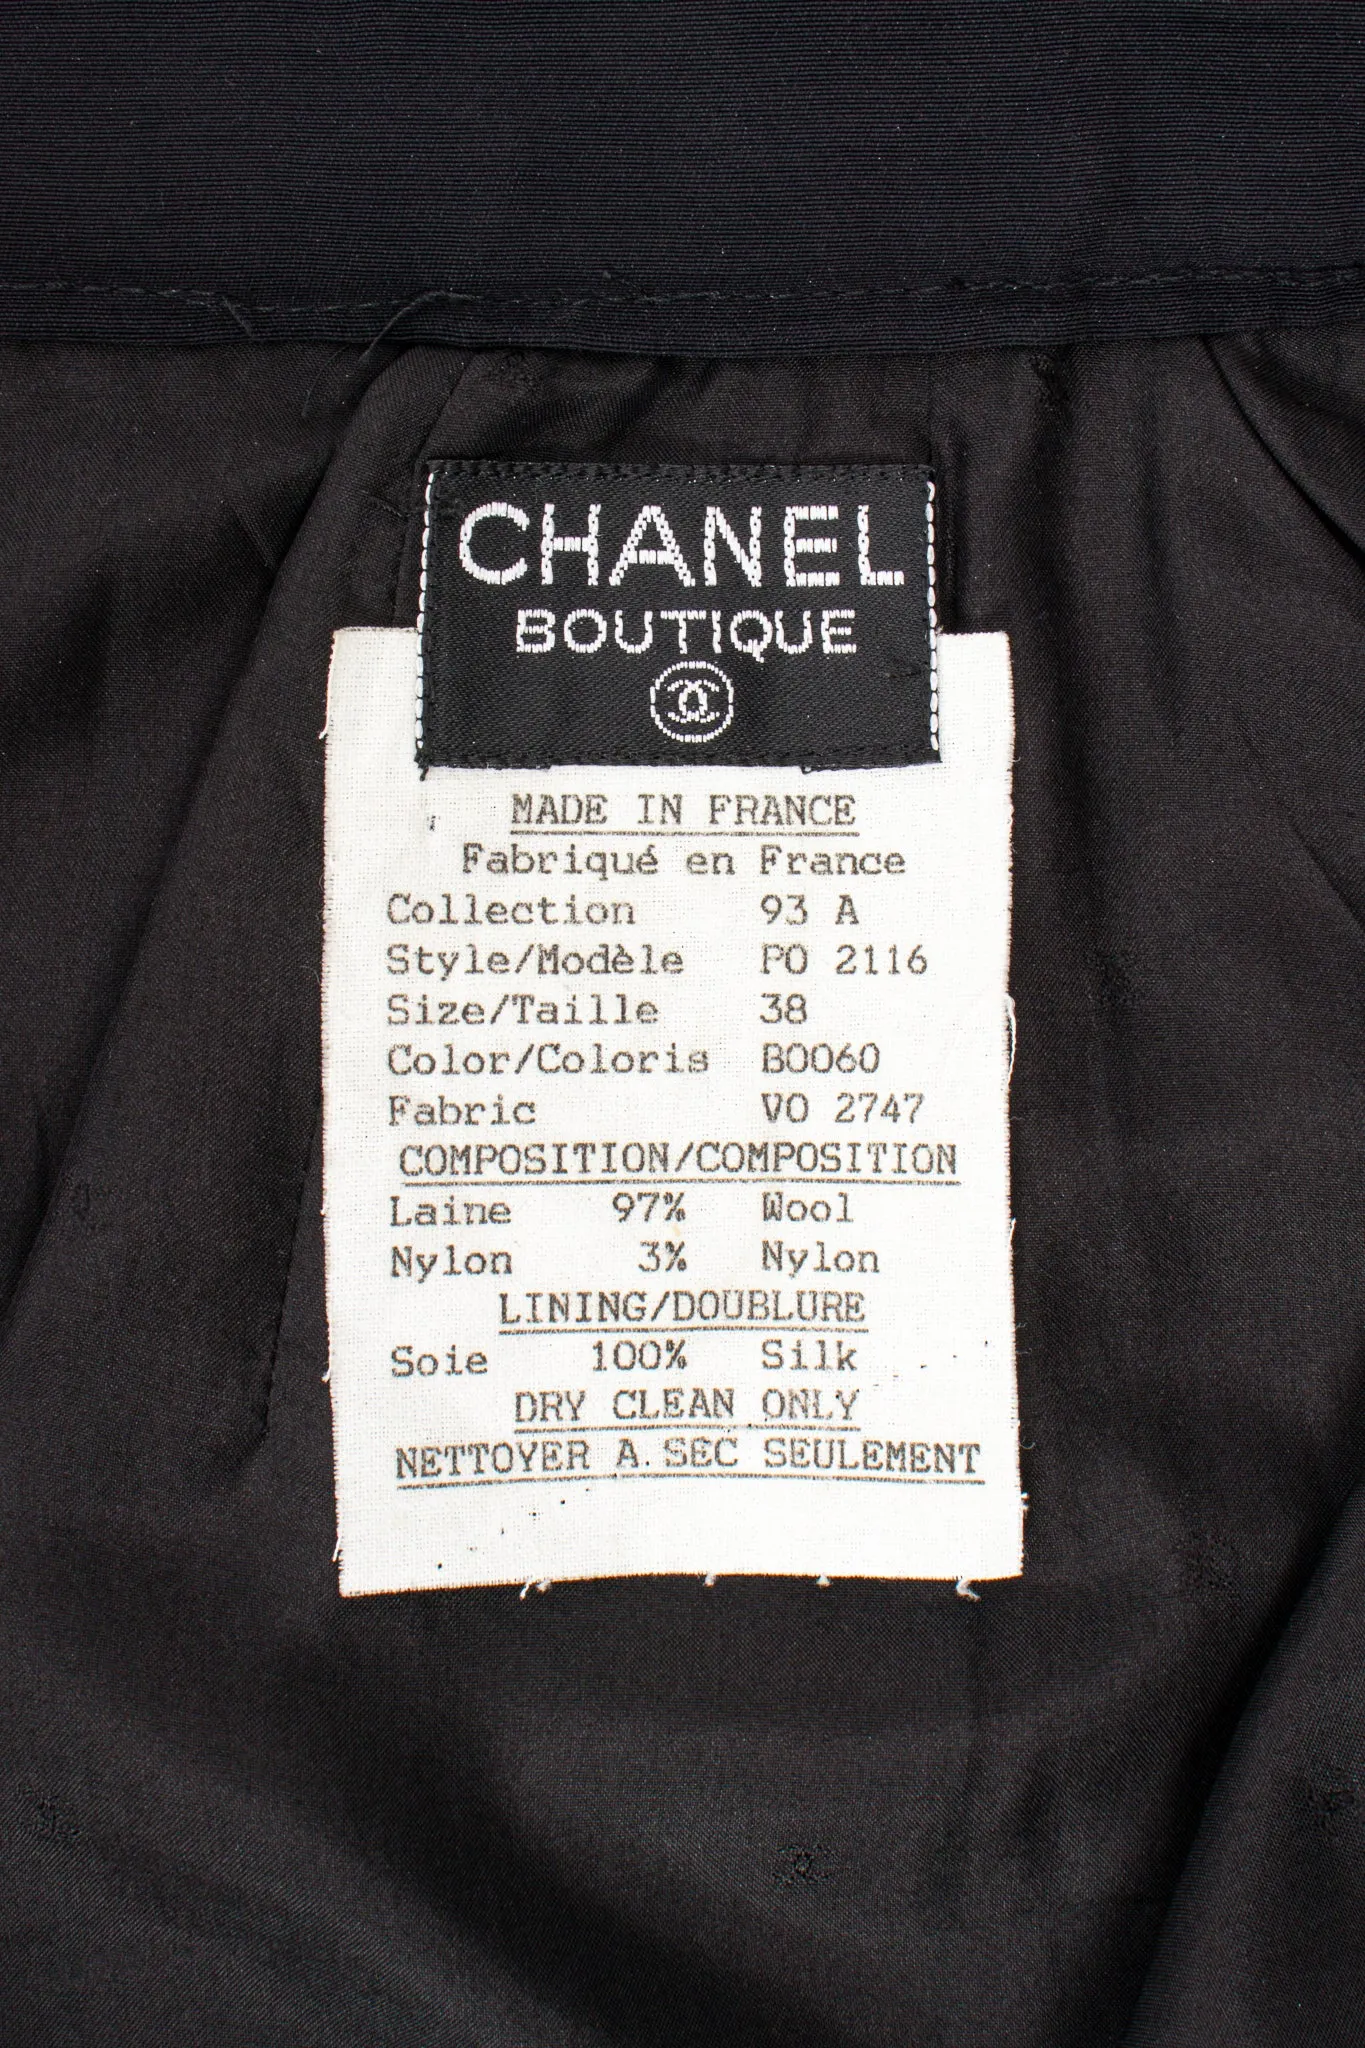 CHANEL
BOUTIQUE
MADE IN FRANCE
Fabriqué en France
Collection 93 A
Style/Modèle PO 2116
Size/Taille 38
Color/Coloris B0060
Fabric VO 2747
COMPOSITION/COMPOSITION
Laine 97% Wool
Nylon 3% Nylon
LINING/DOUBLURE
Soie 100% Silk
DRY CLEAN ONLY
NETTOYER A SEC SEULEMENT